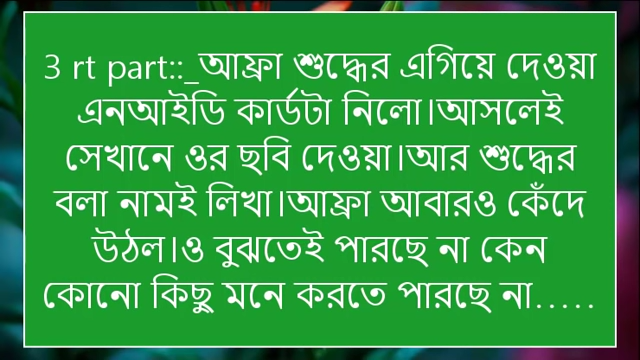 3 rt part::_আফ্রা শুদ্ধের এগিয়ে দেওয়া
এনআইডি কার্ডটা নিলো।আসলেই
সেখানে ওর ছবি দেওয়া।আর শুদ্ধের
বলা নামই লিখা।আফ্রা আবারও কেঁদে
উঠল।ও বুঝতেই পারছে না কেন
কোনো কিছু মনে করতে পারছে না.....